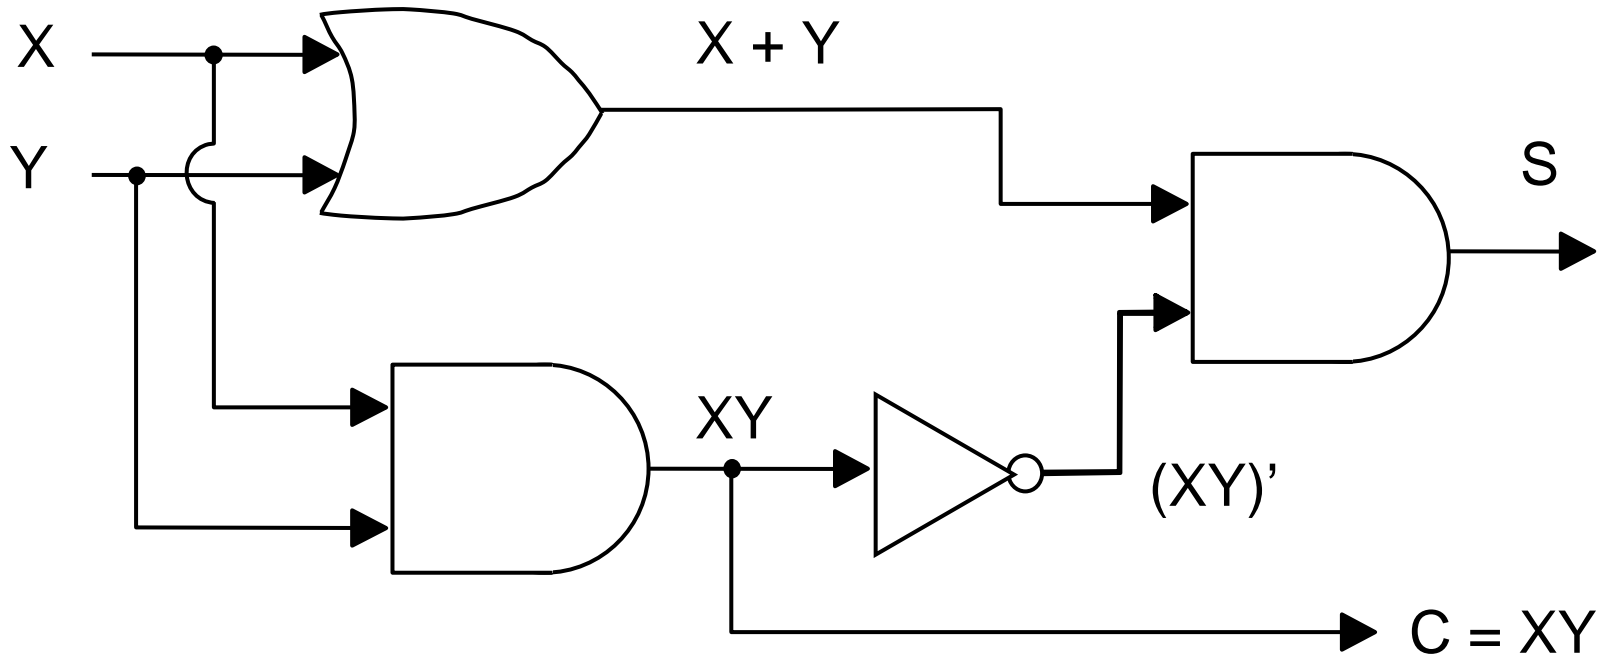 X
X + Y
Y
S
XY
(XY)’
C = XY